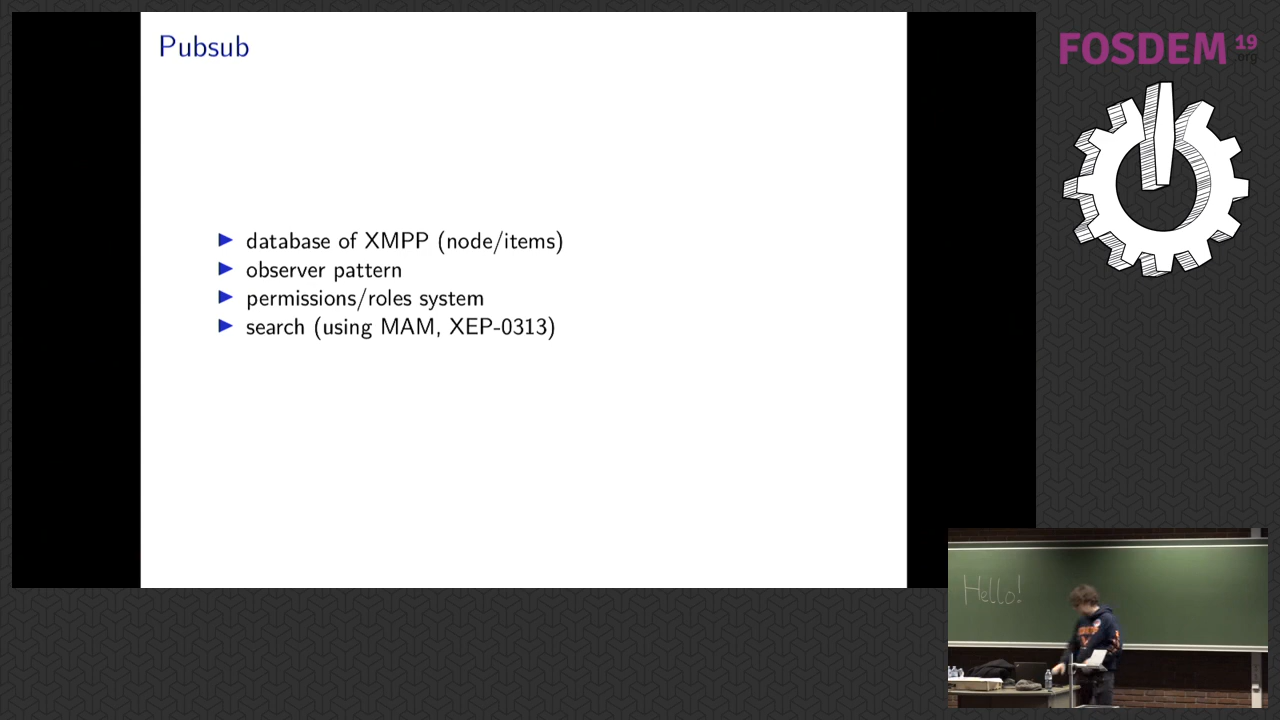 Pubsub
database of XMPP (node/items)
observer pattern
permissions/roles system
search (using MAM, XEP-0313)
FOSDEM 19
.org
Hello!